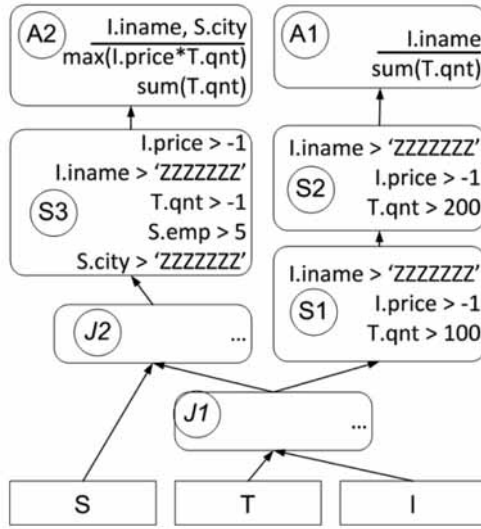 A2
I.iname, S.city
max(I.price*T.qnt)
sum(T.qnt)
A1
I.iname
sum(T.qnt)
S3
I.price > -1
I.iname > 'ZZZZZZZ'
T.qnt > -1
S.emp > 5
S.city > 'ZZZZZZZ'
S2
I.iname > 'ZZZZZZZ'
I.price > -1
T.qnt > 200
S1
I.iname > 'ZZZZZZZ'
I.price > -1
T.qnt > 100
J2
...
J1
...
S
T
I